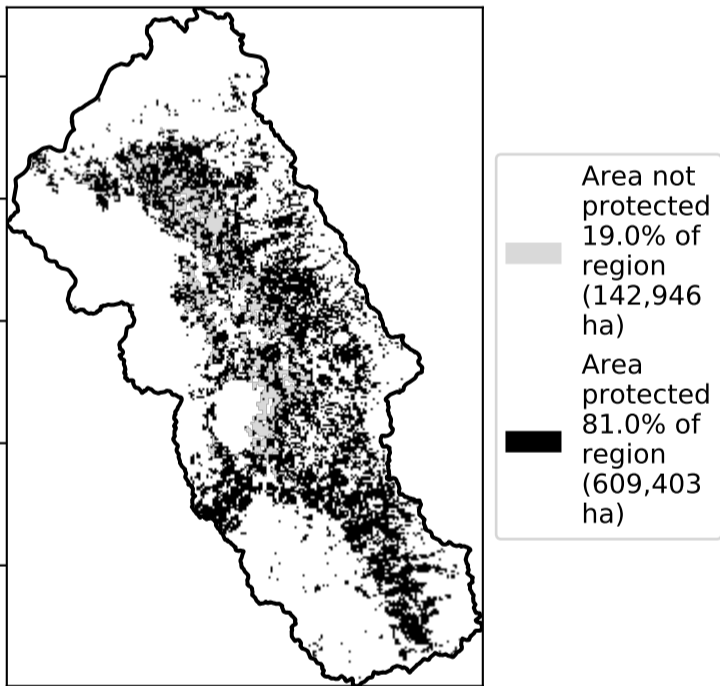 Area not
protected
19.0% of
region
(142,946
ha)
Area
protected
81.0% of
region
(609,403
ha)